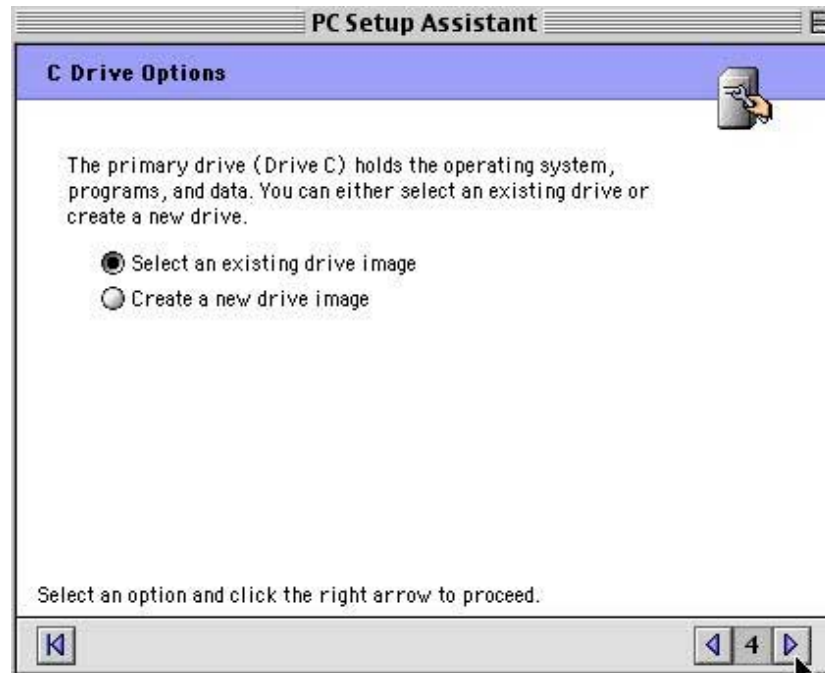 PC Setup Assistant
C Drive Options
The primary drive (Drive C) holds the operating system,
programs, and data. You can either select an existing drive or
create a new drive.
Select an existing drive image
Create a new drive image
Select an option and click the right arrow to proceed.
4